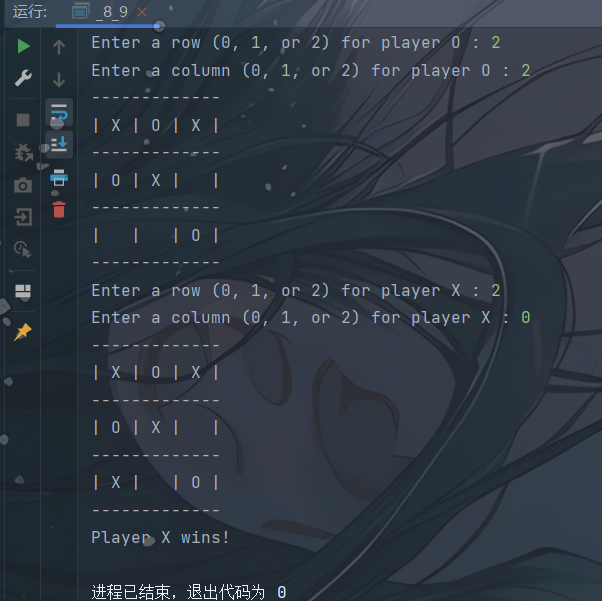 运行: _8_9
Enter a row (0, 1, or 2) for player O : 2
Enter a column (0, 1, or 2) for player O : 2
-------------
| X | O | X |
-------------
| O | X |   |
-------------
|   |   | O |
-------------
Enter a row (0, 1, or 2) for player X : 2
Enter a column (0, 1, or 2) for player X : 0
-------------
| X | O | X |
-------------
| O | X |   |
-------------
| X |   | O |
-------------
Player X wins!
进程已结束，退出代码为 0